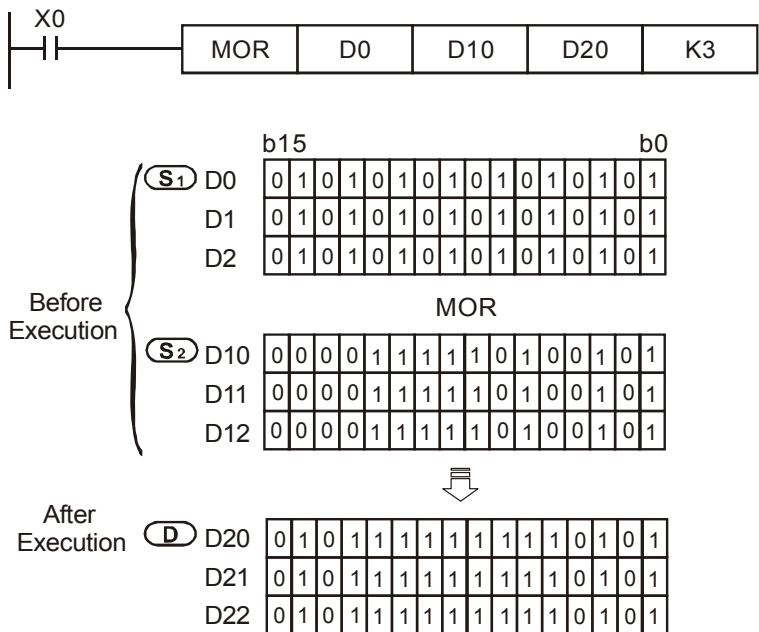 X0
MOR D0 D10 D20 K3
b15 b0
S1 D0 0 1 0 1 0 1 0 1 0 1 0 1 0 1 0 1
D1 0 1 0 1 0 1 0 1 0 1 0 1 0 1 0 1
D2 0 1 0 1 0 1 0 1 0 1 0 1 0 1 0 1
Before
Execution
MOR
S2 D10 0 0 0 0 1 1 1 1 1 0 1 0 0 1 0 1
D11 0 0 0 0 1 1 1 1 1 0 1 0 0 1 0 1
D12 0 0 0 0 1 1 1 1 1 0 1 0 0 1 0 1
After
Execution
D D20 0 1 0 1 1 1 1 1 1 1 1 1 0 1 0 1
D21 0 1 0 1 1 1 1 1 1 1 1 1 0 1 0 1
D22 0 1 0 1 1 1 1 1 1 1 1 1 0 1 0 1